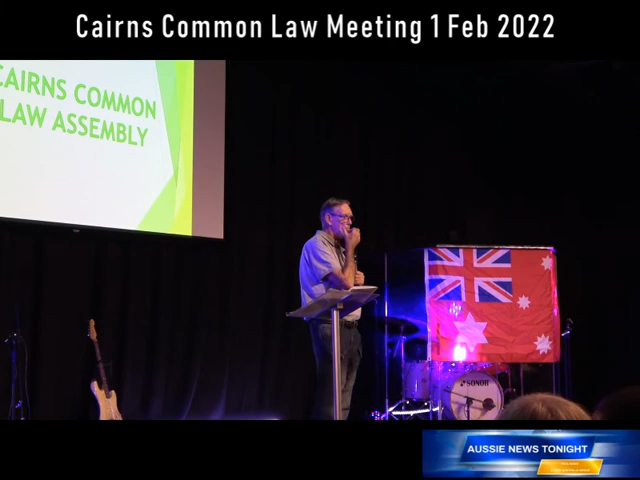 Cairns Common Law Meeting 1 Feb 2022
CAIRNS COMMON
LAW ASSEMBLY
SONOR
AUSSIE NEWS TONIGHT